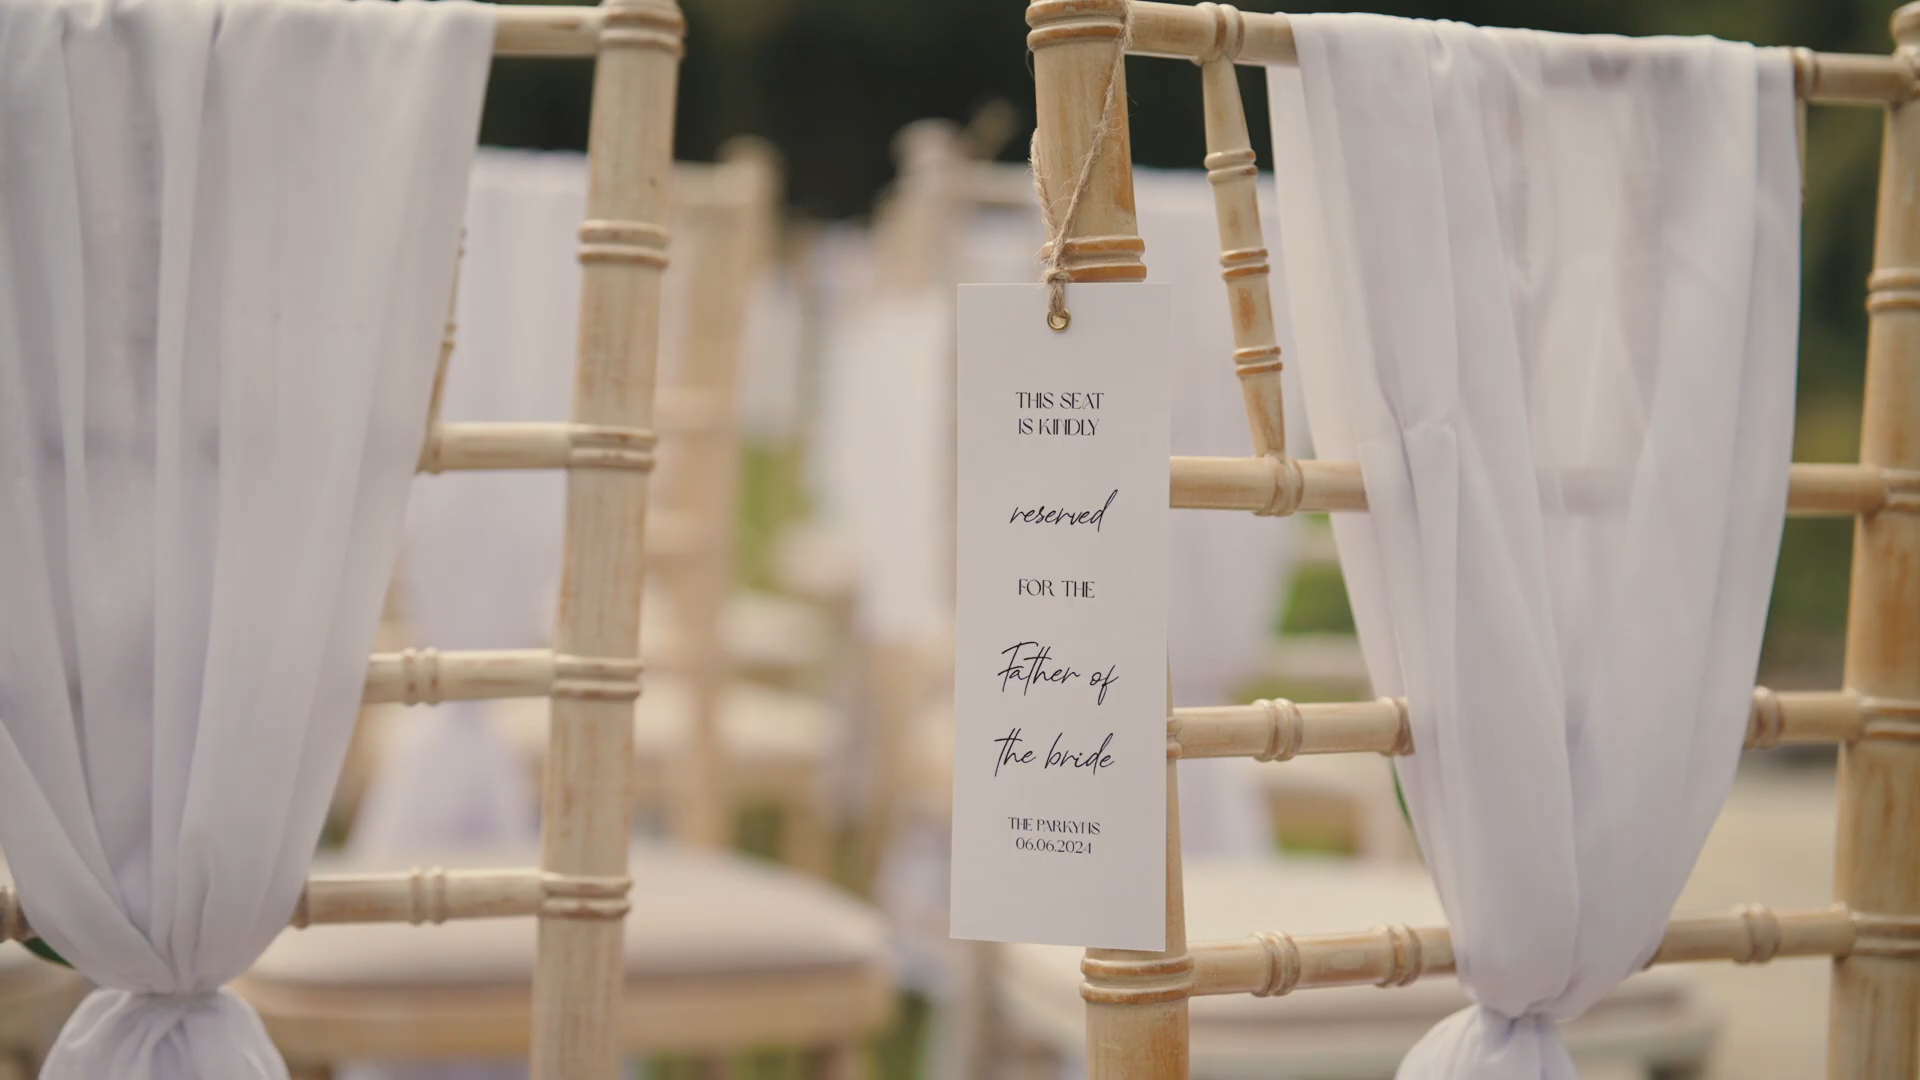 THIS SEAT
IS KINDLY
reserved
FOR THE
Father of
the bride
THE PARKYNS
06.06.2024